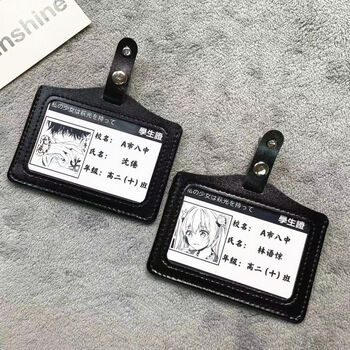 nshine
私の少女は秋光を持って
學生證
校名： A市八中
氏名： 沈倦
年級：高二(十)班
私の少女は秋光を持って
學生證
校名： A市八中
氏名： 林语惊
年級：高二(十)班